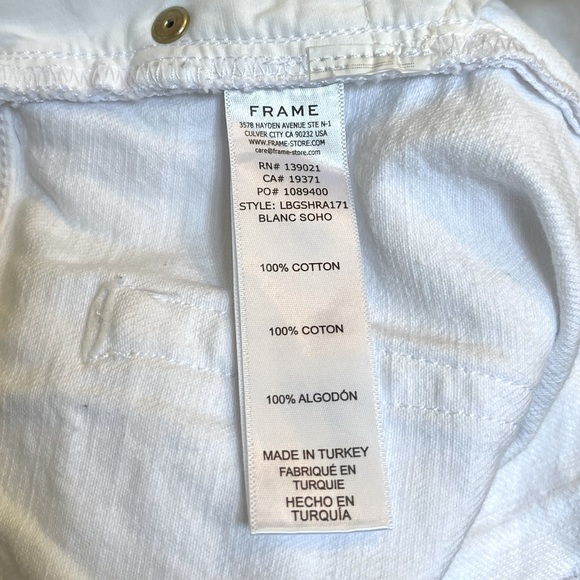 FRAME
3578 HAYDEN AVENUE STE N-1
CULVER CITY CA 90232 USA
WWW.FRAME-STORE.COM
care@frame-store.com
RN# 139021
CA# 19371
PO# 1089400
STYLE: LBGSHRA171
BLANC SOHO
100% COTTON
100% COTON
100% ALGODÓN
MADE IN TURKEY
FABRIQUÉ EN
TURQUIE
HECHO EN
TURQUÍA